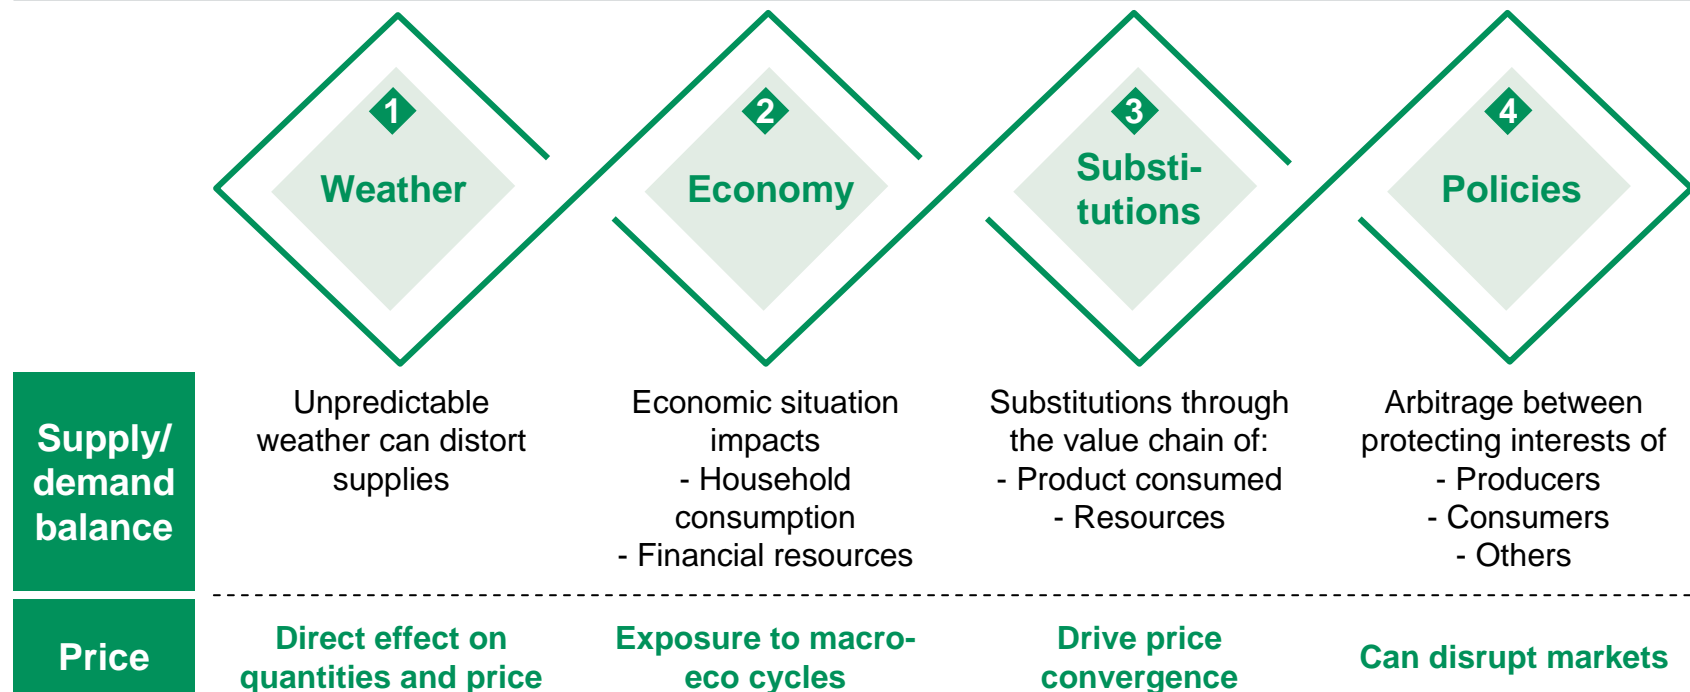 1
Weather
2
Economy
3
Substi-
tutions
4
Policies
Supply/
demand
balance
Unpredictable
weather can distort
supplies
Economic situation
impacts
- Household
consumption
- Financial resources
Substitutions through
the value chain of:
- Product consumed
- Resources
Arbitrage between
protecting interests of
- Producers
- Consumers
- Others
Price
Direct effect on
quantities and price
Exposure to macro-
eco cycles
Drive price
convergence
Can disrupt markets